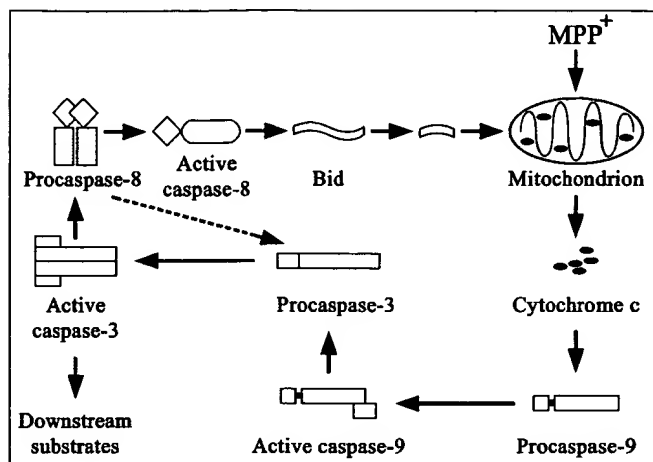 MPP+
Procaspase-8
Active
caspase-8
Bid
Mitochondrion
Active
caspase-3
Procaspase-3
Cytochrome c
Downstream
substrates
Active caspase-9
Procaspase-9